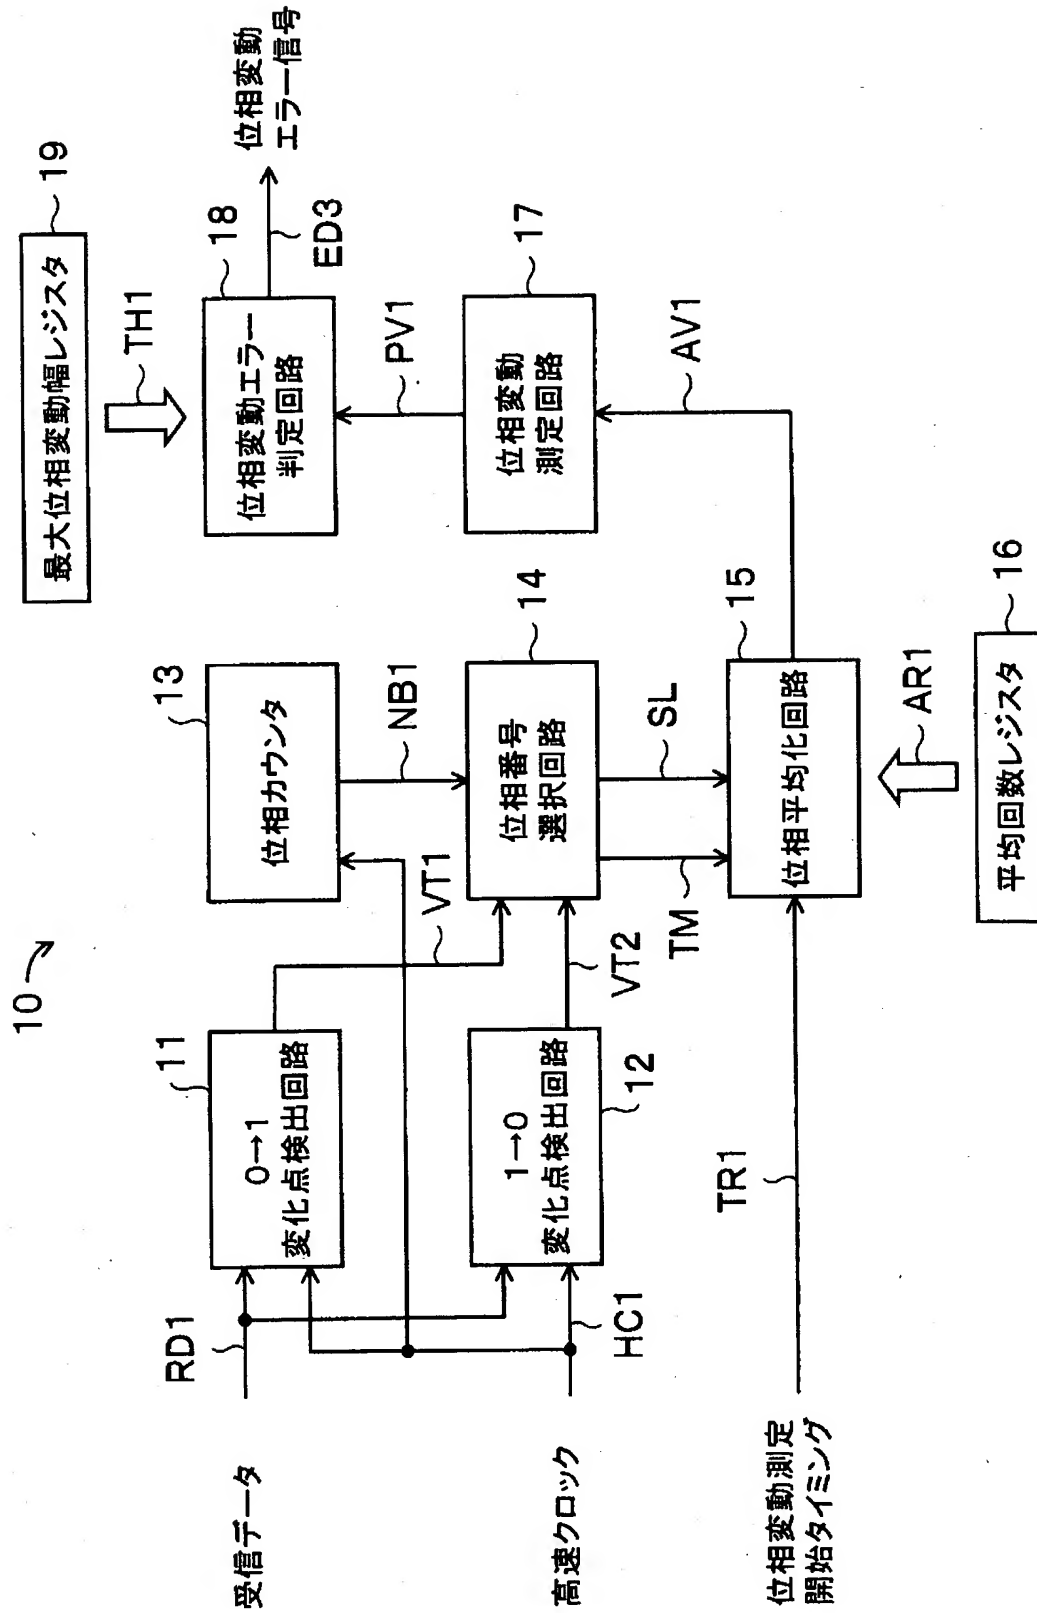 10
受信データ
RD1
高速クロック
HC1
位相変動測定
開始タイミング
TR1
11
0→1
変化点検出回路
12
1→0
変化点検出回路
VT1
VT2
13
位相カウンタ
NB1
14
位相番号
選択回路
TM
SL
15
位相平均化回路
AR1
16
平均回数レジスタ
AV1
17
位相変動
測定回路
PV1
18
位相変動エラー
判定回路
TH1
19
最大位相変動幅レジスタ
ED3
位相変動
エラー信号